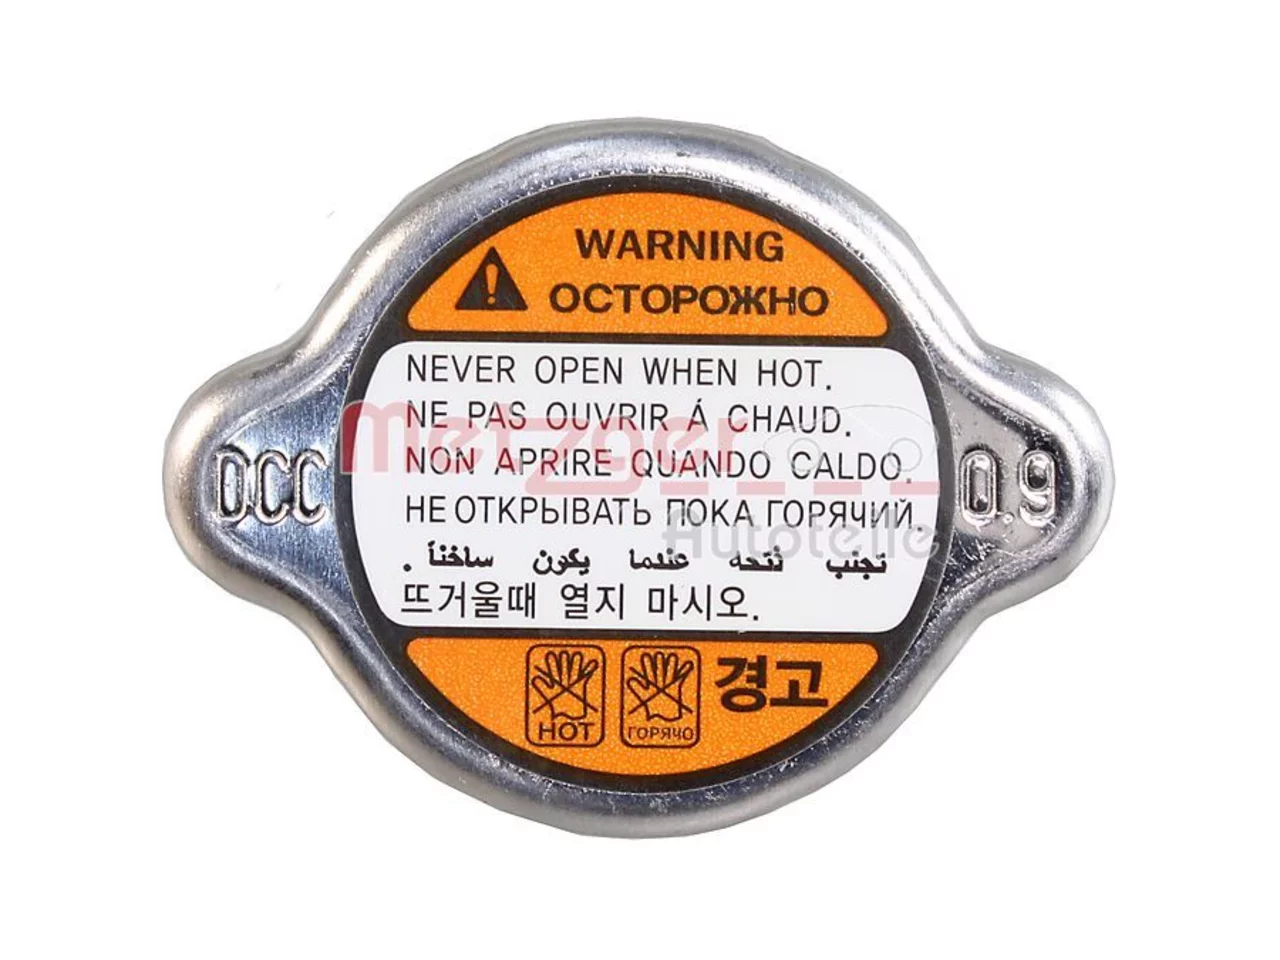 WARNING
ОСТОРОЖНО
NEVER OPEN WHEN HOT.
NE PAS OUVRIR Á CHAUD.
NON APRIRE QUANDO CALDO.
НЕ ОТКРЫВАТЬ ПОКА ГОРЯЧИЙ.
تجنب فتحه عندما يكون ساخناً .
뜨거울때 열지 마시오.
DCC
0.9
metzger
Autoteile
HOT
ГОРЯЧО
경고